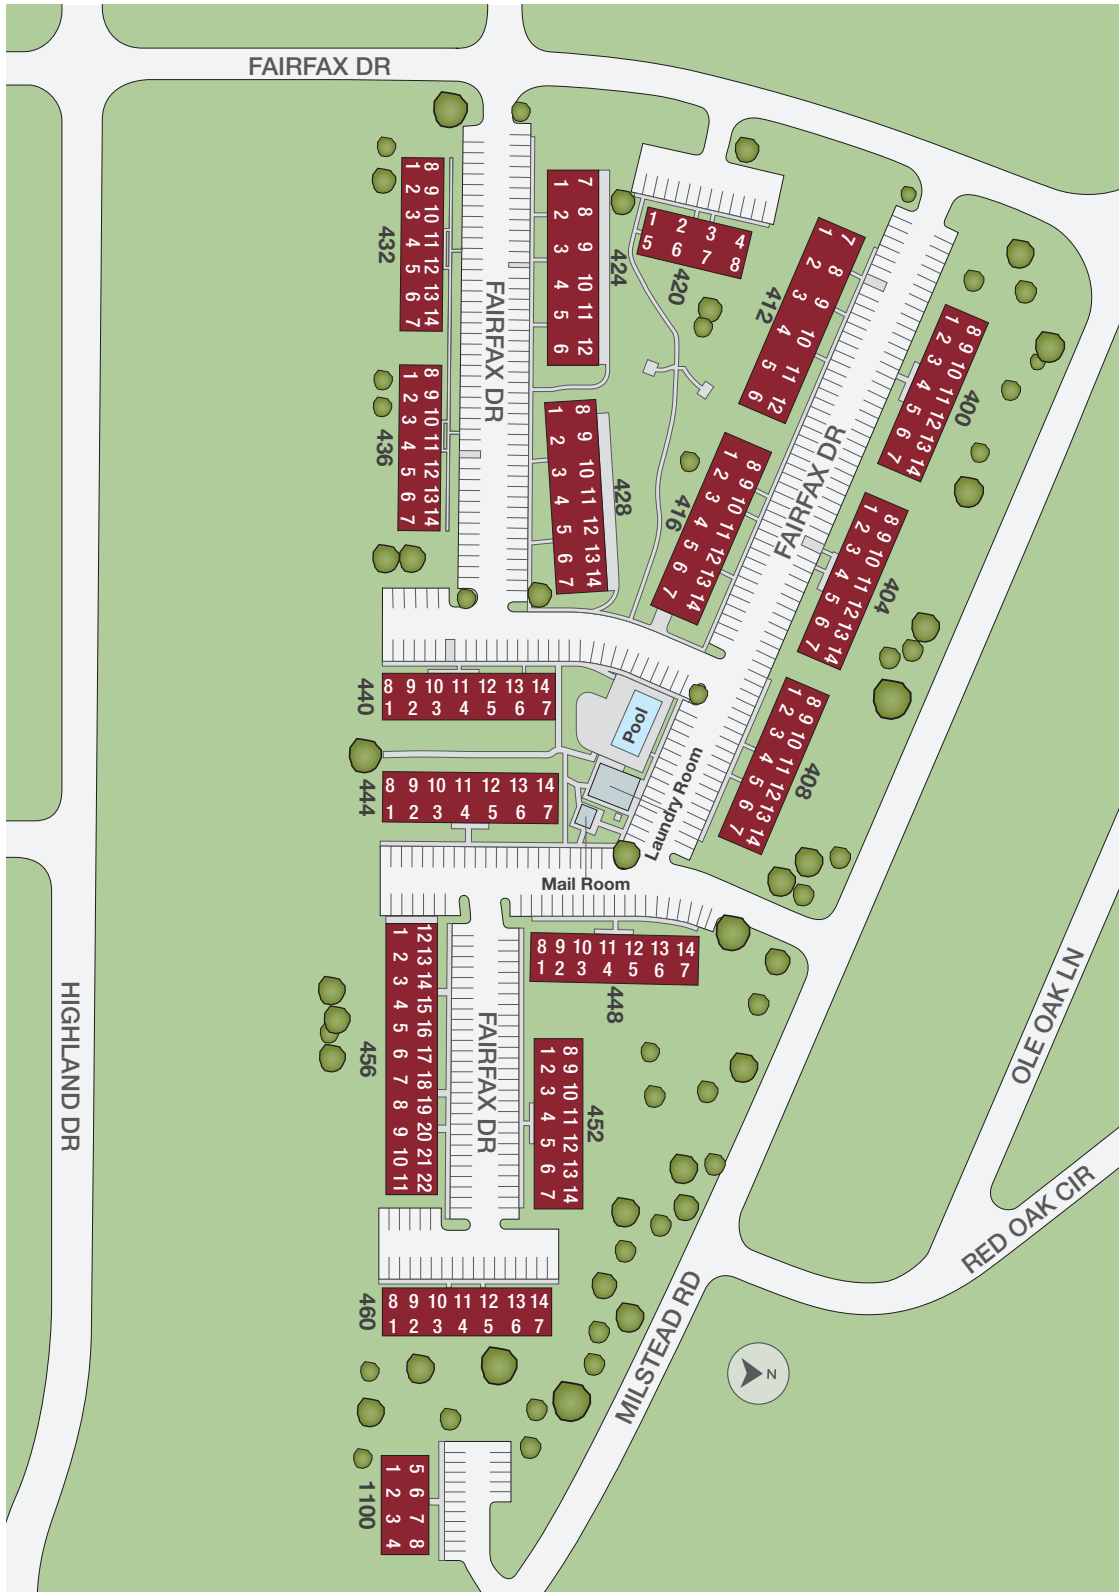 FAIRFAX DR
432
1 2 3 4 5 6 7
8 9 10 11 12 13 14
436
1 2 3 4 5 6 7
8 9 10 11 12 13 14
FAIRFAX DR
424
1 2 3 4 5 6
7 8 9 10 11 12
428
1 2 3 4 5 6 7
8 9 10 11 12 13 14
420
1 2 3 4
5 6 7 8
412
1 2 3 4 5 6
7 8 9 10 11 12
416
1 2 3 4 5 6 7
8 9 10 11 12 13 14
FAIRFAX DR
400
1 2 3 4 5 6 7
8 9 10 11 12 13 14
404
1 2 3 4 5 6 7
8 9 10 11 12 13 14
408
1 2 3 4 5 6 7
8 9 10 11 12 13 14
440
8 9 10 11 12 13 14
1 2 3 4 5 6 7
Pool
Laundry Room
444
8 9 10 11 12 13 14
1 2 3 4 5 6 7
Mail Room
448
8 9 10 11 12 13 14
1 2 3 4 5 6 7
456
1 2 3 4 5 6 7 8 9 10 11
12 13 14 15 16 17 18 19 20 21 22
FAIRFAX DR
452
1 2 3 4 5 6 7
8 9 10 11 12 13 14
460
8 9 10 11 12 13 14
1 2 3 4 5 6 7
1100
1 2 3 4
5 6 7 8
HIGHLAND DR
OLE OAK LN
RED OAK CIR
MILSTEAD RD
N